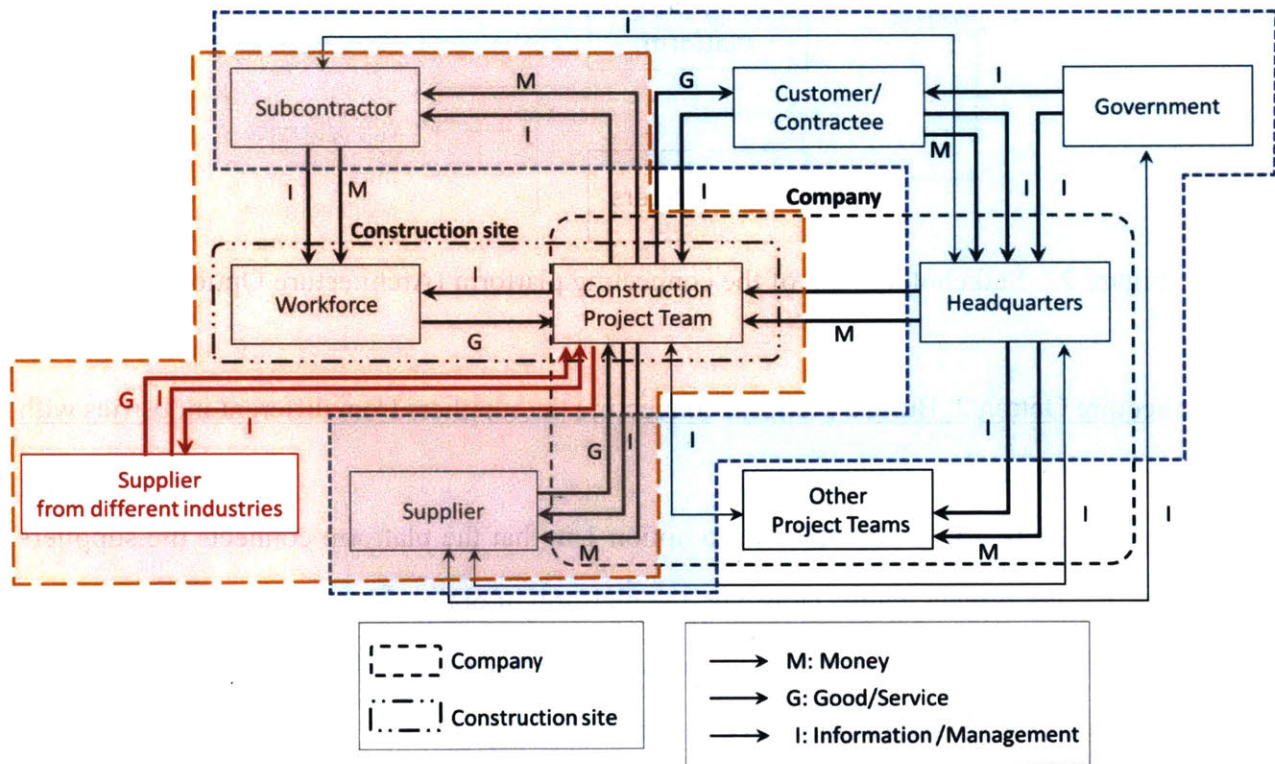 I
Subcontractor
M
I
G
Customer/
Contractee
I
Government
M
I
M
I
I
I
Company
Construction site
Workforce
I
G
Construction
Project Team
M
Headquarters
G
I
I
Supplier
from different industries
Supplier
G
I
M
I
Other
Project Teams
I
M
I
I
Company
Construction site
M: Money
G: Good/Service
I: Information/Management